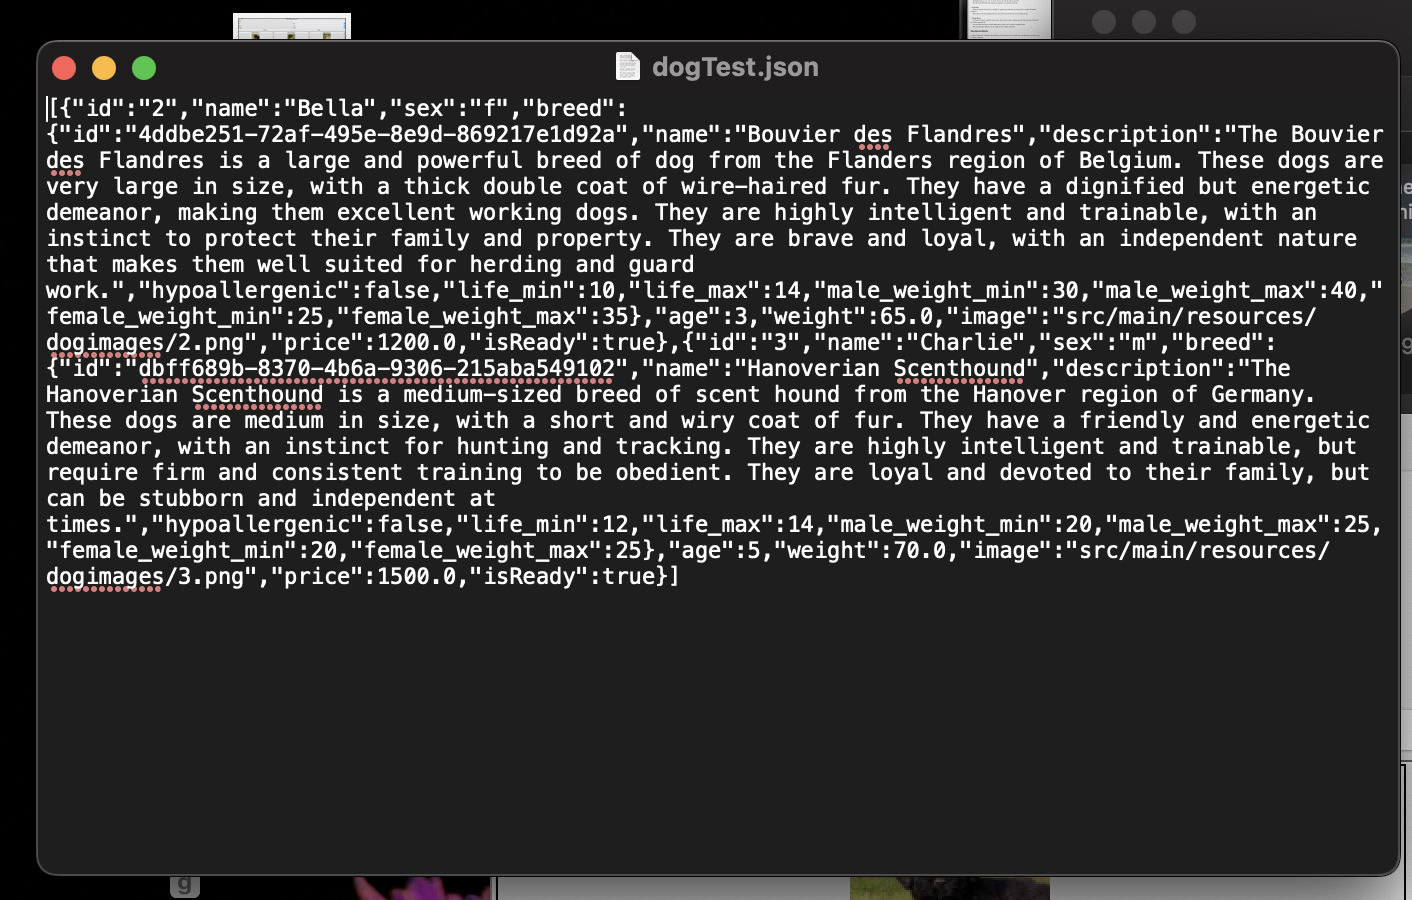 dogTest.json
[{"id":"2","name":"Bella","sex":"f","breed":
{"id":"4ddbe251-72af-495e-8e9d-869217e1d92a","name":"Bouvier des Flandres","description":"The Bouvier
des Flandres is a large and powerful breed of dog from the Flanders region of Belgium. These dogs are
very large in size, with a thick double coat of wire-haired fur. They have a dignified but energetic
demeanor, making them excellent working dogs. They are highly intelligent and trainable, with an
instinct to protect their family and property. They are brave and loyal, with an independent nature
that makes them well suited for herding and guard
work.","hypoallergenic":false,"life_min":10,"life_max":14,"male_weight_min":30,"male_weight_max":40,"
female_weight_min":25,"female_weight_max":35},"age":3,"weight":65.0,"image":"src/main/resources/
dogimages/2.png","price":1200.0,"isReady":true},{"id":"3","name":"Charlie","sex":"m","breed":
{"id":"dbff689b-8370-4b6a-9306-215aba549102","name":"Hanoverian Scenthound","description":"The
Hanoverian Scenthound is a medium-sized breed of scent hound from the Hanover region of Germany.
These dogs are medium in size, with a short and wiry coat of fur. They have a friendly and energetic
demeanor, with an instinct for hunting and tracking. They are highly intelligent and trainable, but
require firm and consistent training to be obedient. They are loyal and devoted to their family, but
can be stubborn and independent at
times.","hypoallergenic":false,"life_min":12,"life_max":14,"male_weight_min":20,"male_weight_max":25,
"female_weight_min":20,"female_weight_max":25},"age":5,"weight":70.0,"image":"src/main/resources/
dogimages/3.png","price":1500.0,"isReady":true}]
g